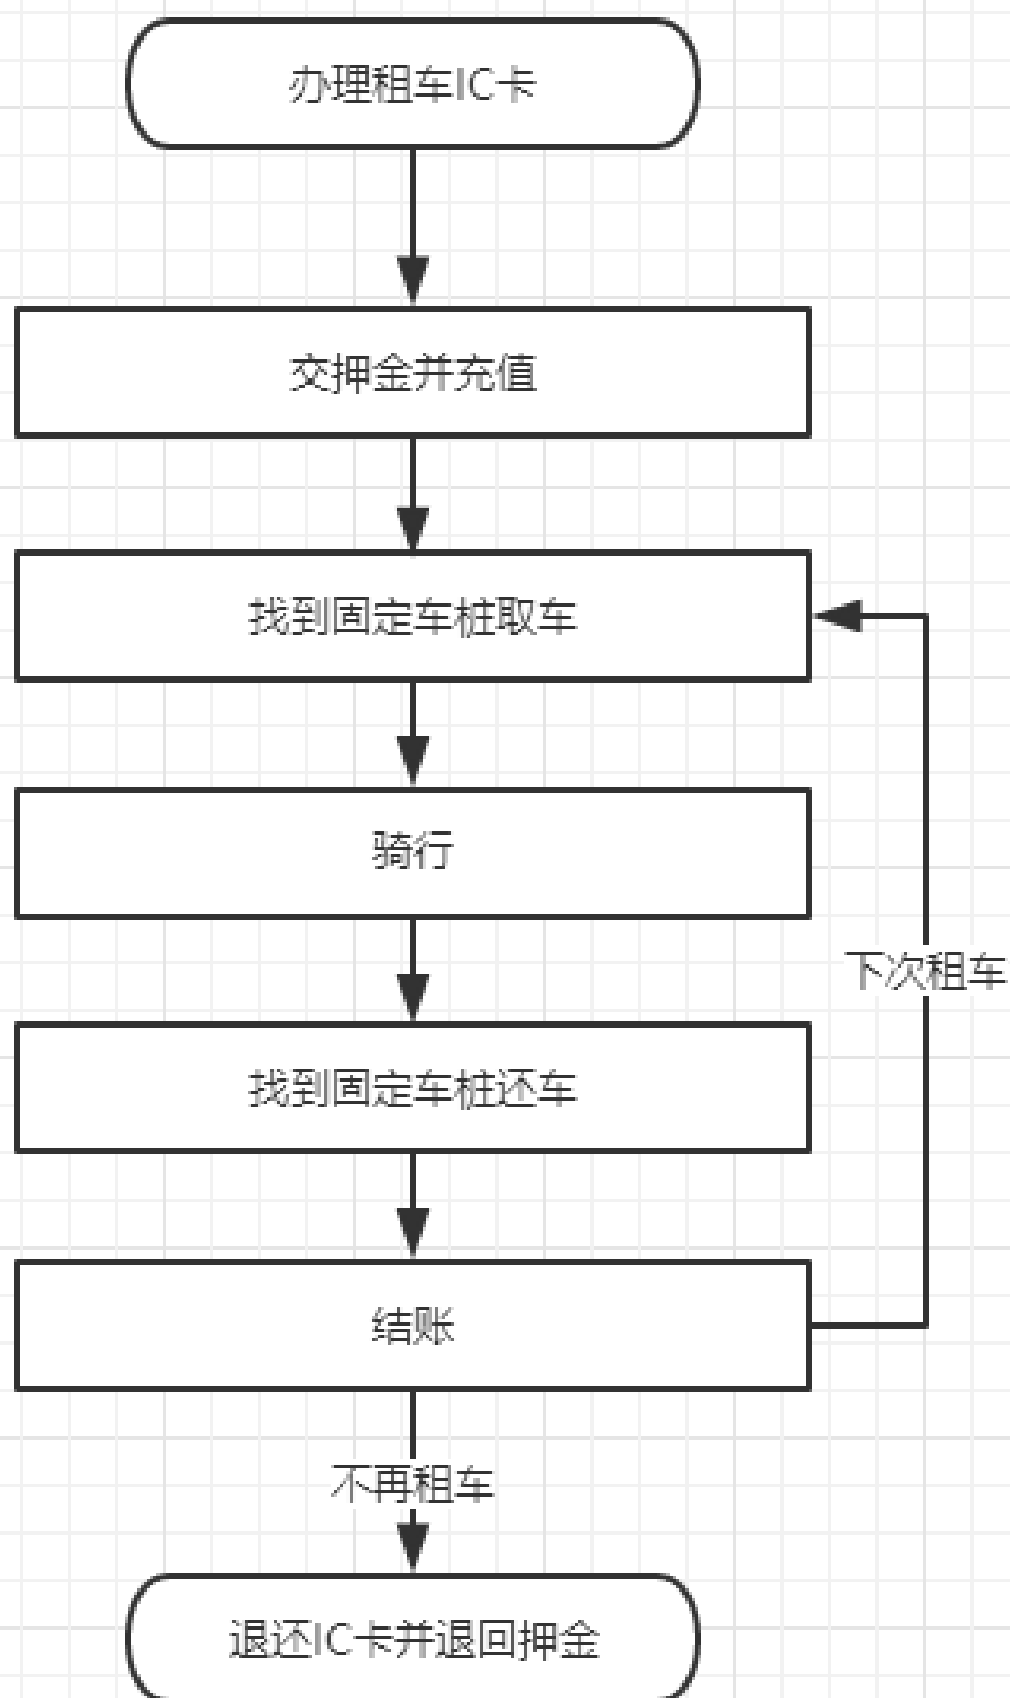 办理租车IC卡
交押金并充值
找到固定车桩取车
骑行
下次租车
找到固定车桩还车
结账
不再租车
退还IC卡并退回押金